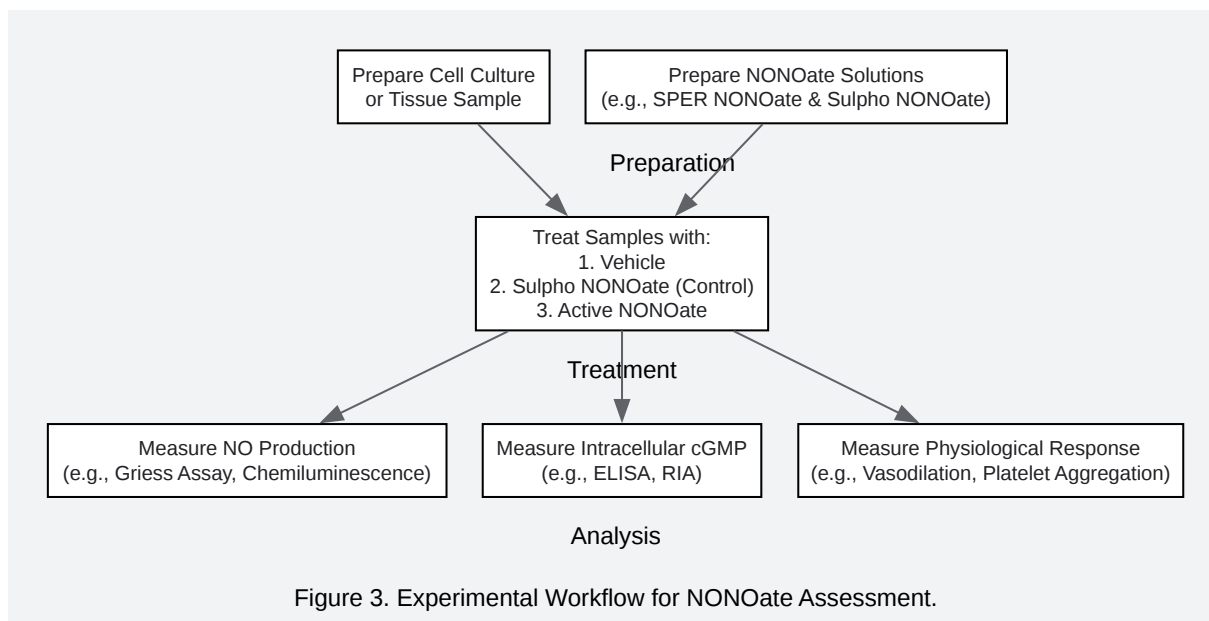 Prepare Cell Culture
or Tissue Sample
Prepare NONOate Solutions
(e.g., SPER NONOate & Sulpho NONOate)
Preparation
Treat Samples with:
1. Vehicle
2. Sulpho NONOate (Control)
3. Active NONOate
Treatment
Measure NO Production
(e.g., Griess Assay, Chemiluminescence)
Measure Intracellular cGMP
(e.g., ELISA, RIA)
Measure Physiological Response
(e.g., Vasodilation, Platelet Aggregation)
Analysis
Figure 3. Experimental Workflow for NONOate Assessment.